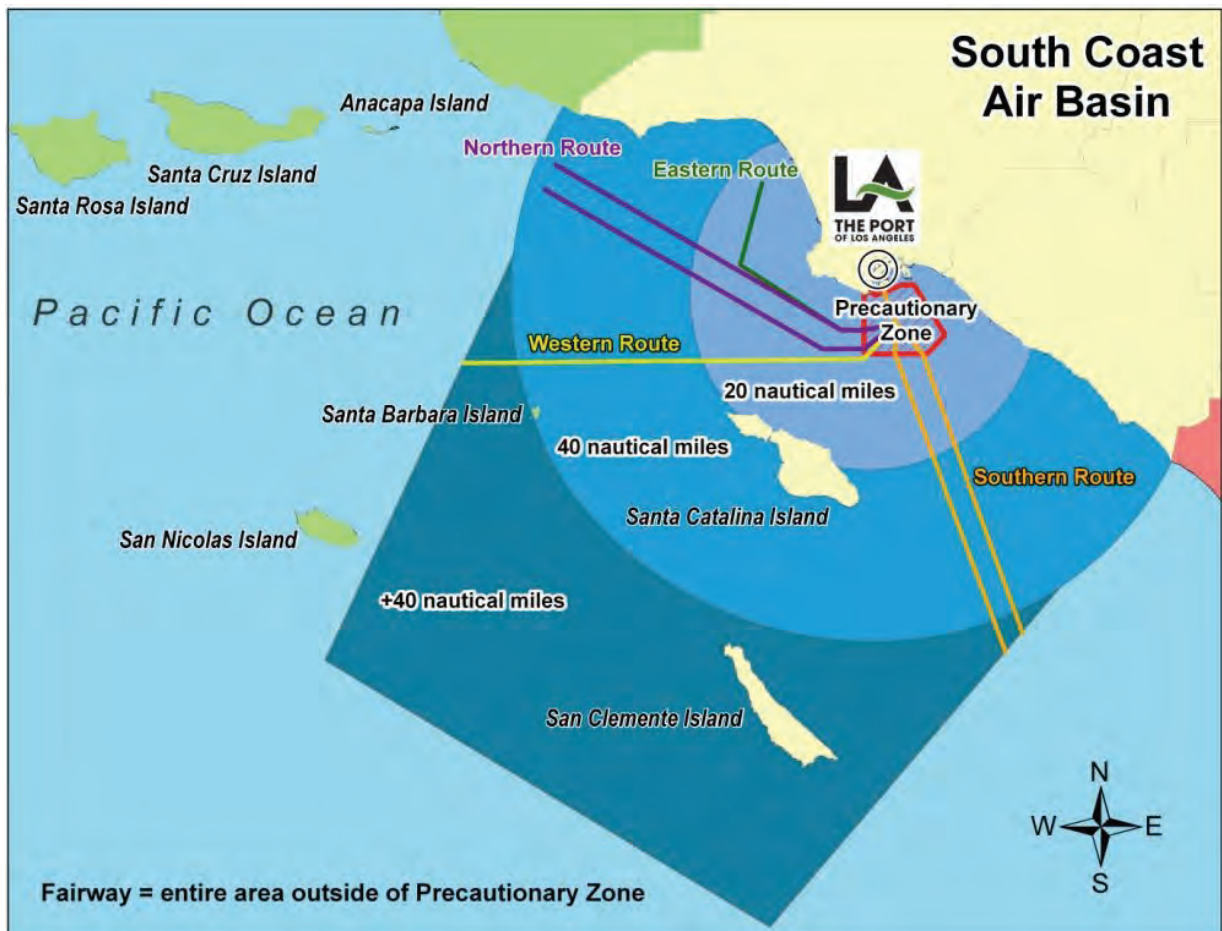 South Coast
Air Basin
Anacapa Island
Northern Route
Santa Cruz Island
Eastern Route
Santa Rosa Island
LA
THE PORT
OF LOS ANGELES
Pacific Ocean
Precautionary
Zone
Western Route
20 nautical miles
Santa Barbara Island
40 nautical miles
Southern Route
Santa Catalina Island
San Nicolas Island
+40 nautical miles
San Clemente Island
N
W
E
S
Fairway = entire area outside of Precautionary Zone